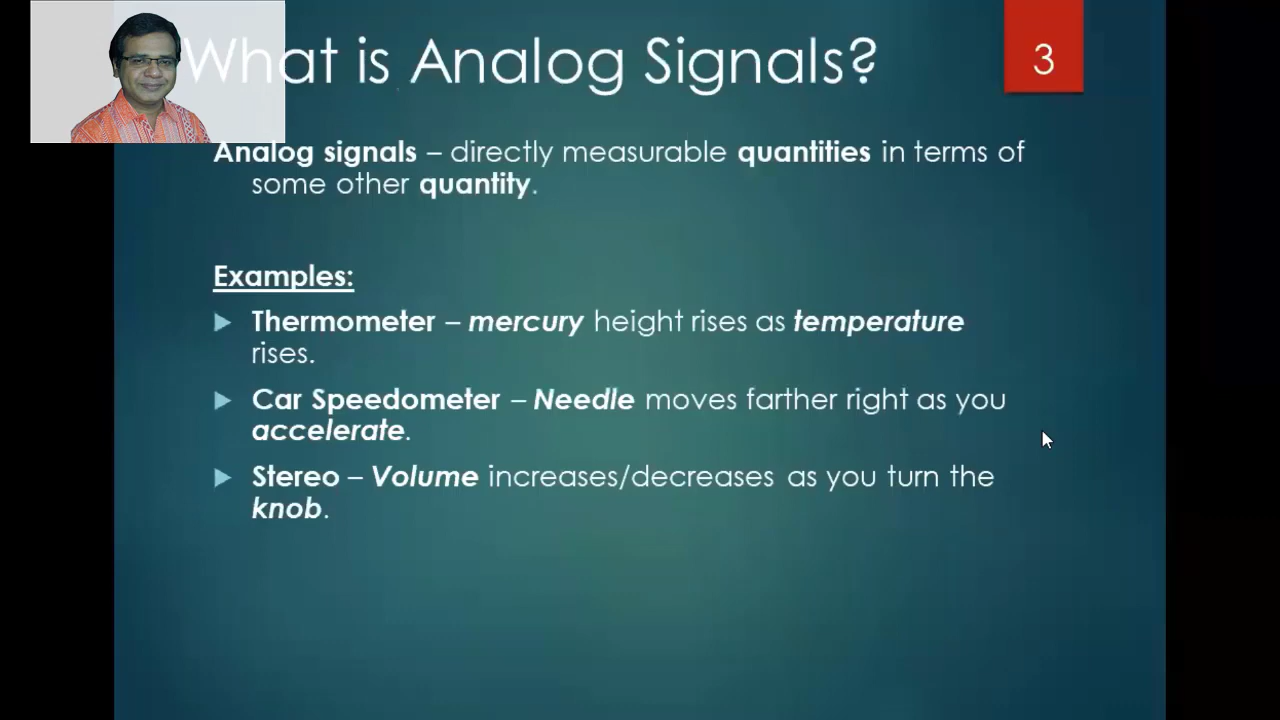 What is Analog Signals?
3
Analog signals – directly measurable quantities in terms of
some other quantity.
Examples:
Thermometer – mercury height rises as temperature
rises.
Car Speedometer – Needle moves farther right as you
accelerate.
Stereo – Volume increases/decreases as you turn the
knob.